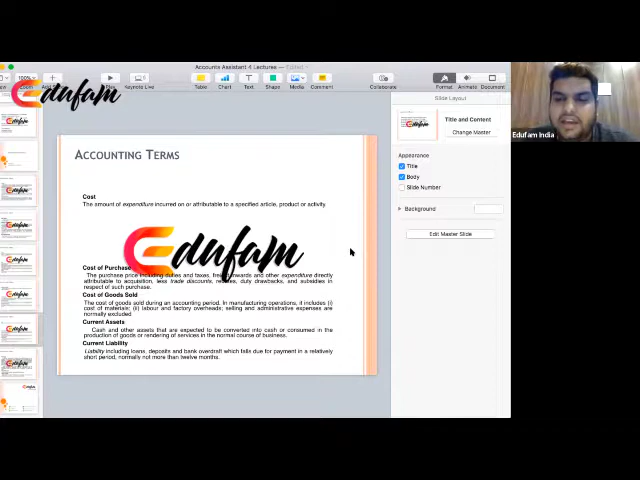 Accounts Assistant 4 Lectures — Edited
100%
Play
Keynote Live
Table
Chart
Text
Shape
Media
Comment
Collaborate
Format
Animate
Document
Edufam
Slide Layout
Title and Content
Change Master
Appearance
Title
Body
Slide Number
Background
Edit Master Slide
Edufam India
ACCOUNTING TERMS
Cost
The amount of expenditure incurred on or attributable to a specified article, product or activity.
Edufam
Cost of Purchase
The purchase price including duties and taxes, freight inwards and other expenditure directly
attributable to acquisition, less trade discounts, rebates, duty drawbacks, and subsidies in
respect of such purchase.
Cost of Goods Sold
The cost of goods sold during an accounting period. In manufacturing operations, it includes (i)
cost of materials; (ii) labour and factory overheads; selling and administrative expenses are
normally excluded
Current Assets
Cash and other assets that are expected to be converted into cash or consumed in the
production of goods or rendering of services in the normal course of business.
Current Liability
Liability including loans, deposits and bank overdraft which falls due for payment in a relatively
short period, normally not more than twelve months.